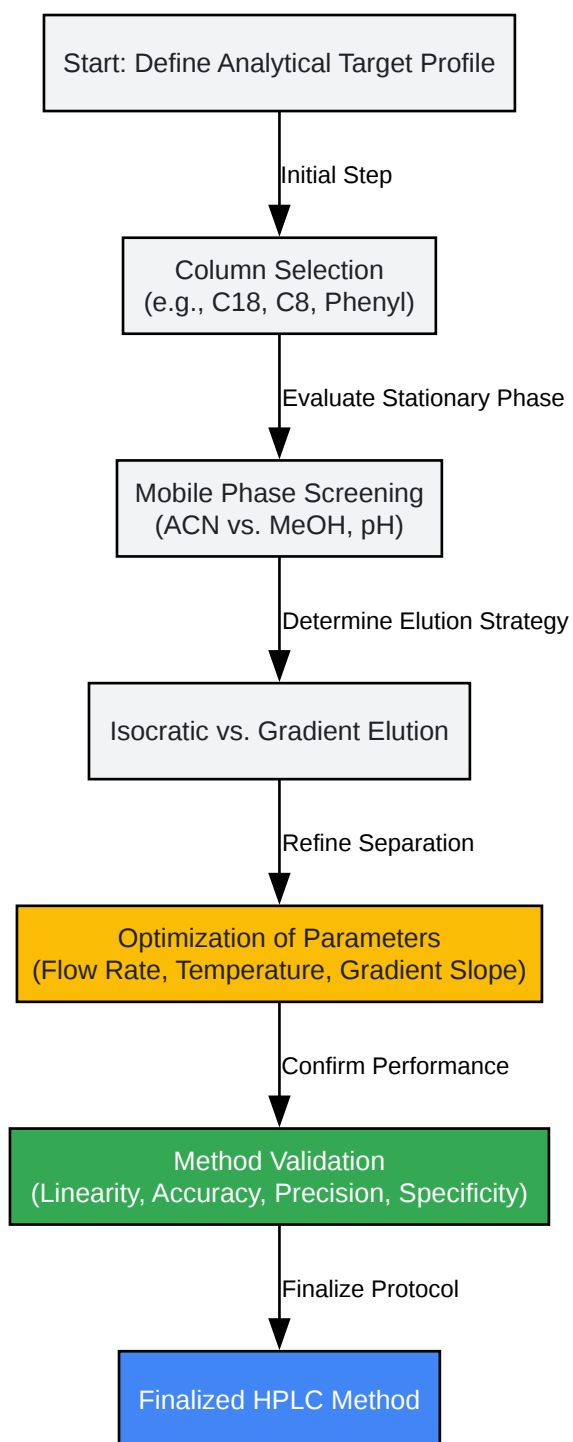 Start: Define Analytical Target Profile
Initial Step
Column Selection
(e.g., C18, C8, Phenyl)
Evaluate Stationary Phase
Mobile Phase Screening
(ACN vs. MeOH, pH)
Determine Elution Strategy
Isocratic vs. Gradient Elution
Refine Separation
Optimization of Parameters
(Flow Rate, Temperature, Gradient Slope)
Confirm Performance
Method Validation
(Linearity, Accuracy, Precision, Specificity)
Finalize Protocol
Finalized HPLC Method